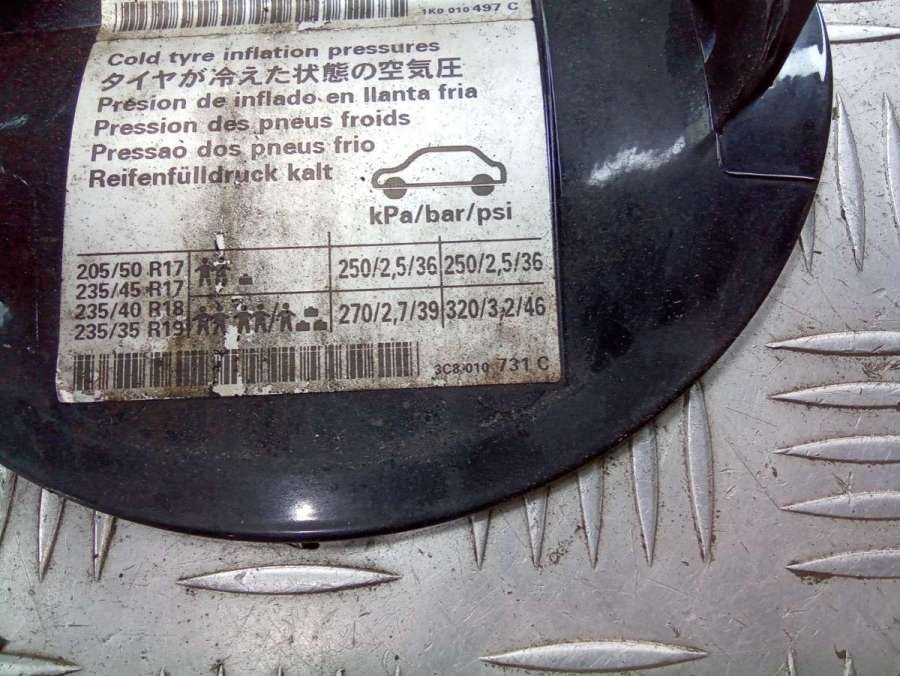 1K0 010 497 C
Cold tyre inflation pressures
タイヤが冷えた状態の空気圧
Presion de inflado en llanta fria
Pression des pneus froids
Pressaò dos pneus frio
Reifenfülldruck kalt
kPa/bar/psi
205/50 R17
235/45 R17
250/2,5/36 250/2,5/36
235/40 R18
235/35 R19
270/2,7/39 320/3,2/46
3C8 010 731 C